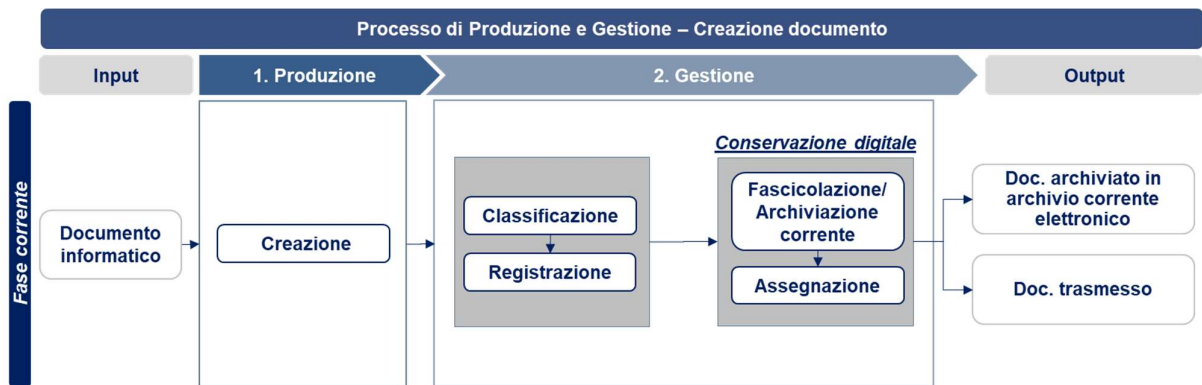 Processo di Produzione e Gestione – Creazione documento
Input
1. Produzione
2. Gestione
Output
Fase corrente
Documento
informatico
Creazione
Classificazione
Registrazione
Conservazione digitale
Fascicolazione/
Archiviazione
corrente
Assegnazione
Doc. archiviato in
archivio corrente
elettronico
Doc. trasmesso